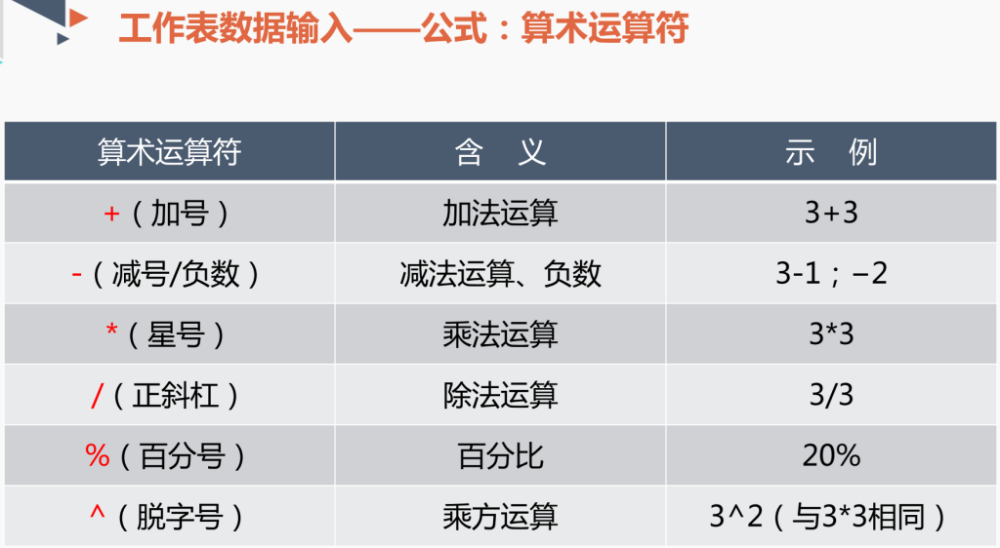 工作表数据输入——公式：算术运算符
算术运算符 含 义 示 例
+（加号） 加法运算 3+3
-（减号/负数） 减法运算、负数 3-1；–2
*（星号） 乘法运算 3*3
/（正斜杠） 除法运算 3/3
%（百分号） 百分比 20%
^（脱字号） 乘方运算 3^2（与3*3相同）